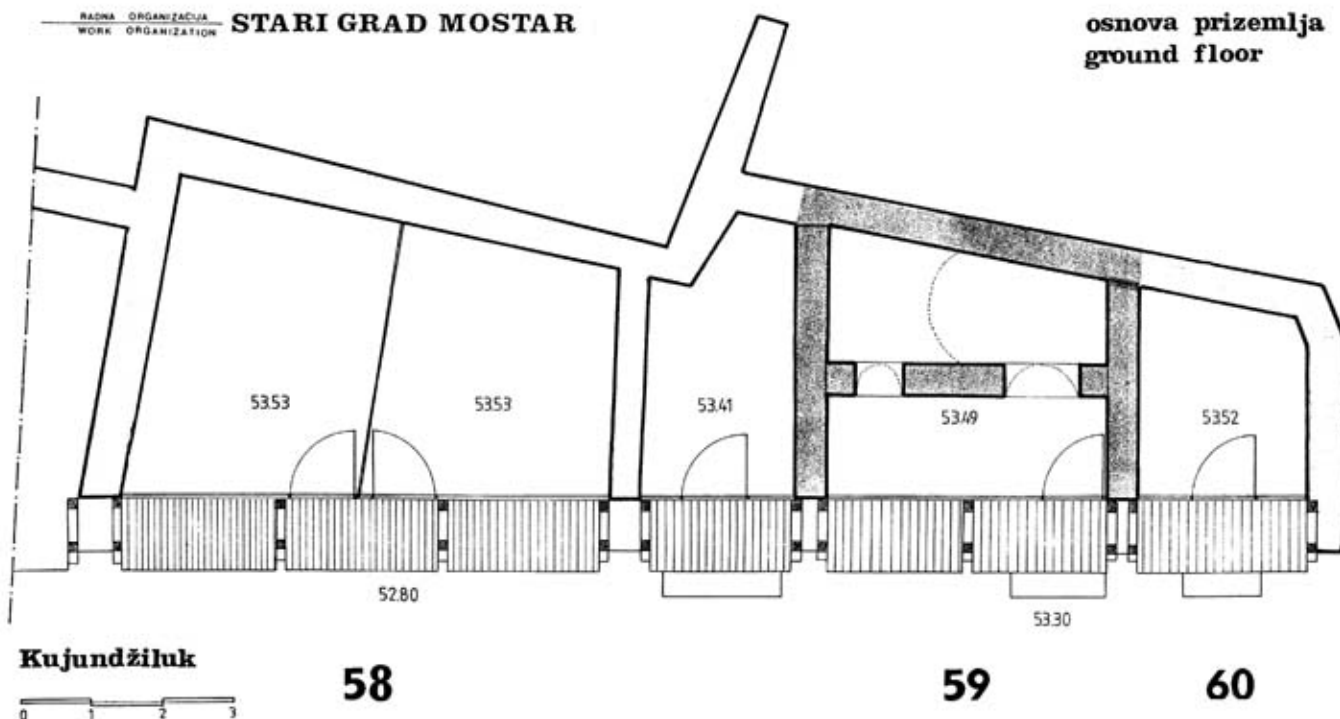 RADNA ORGANIZACIJA
WORK ORGANIZATION
STARI GRAD MOSTAR
osnova prizemlja
ground floor
53.53
53.53
53.41
53.49
53.52
52.80
53.30
Kujundžiluk
58
59
60
0 1 2 3